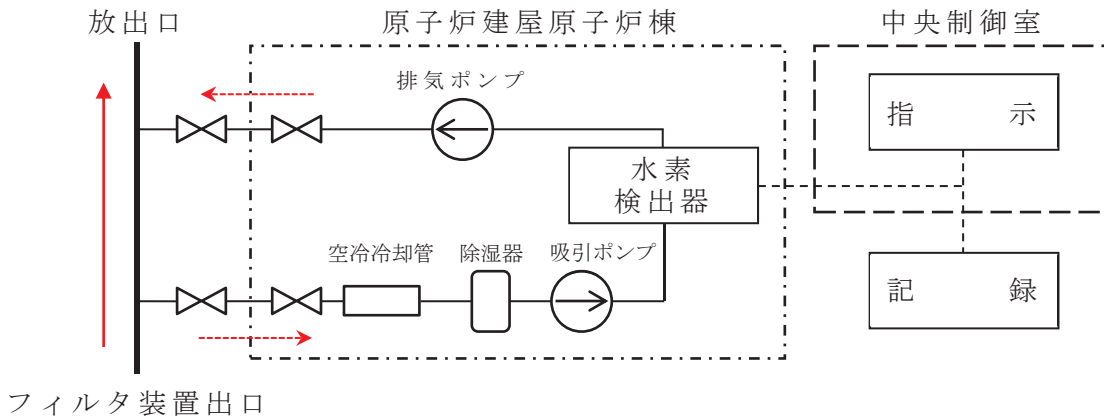 放出口
原子炉建屋原子炉棟
中央制御室
排気ポンプ
指示
水素
検出器
空冷冷却管
除湿器
吸引ポンプ
記録
フィルタ装置出口